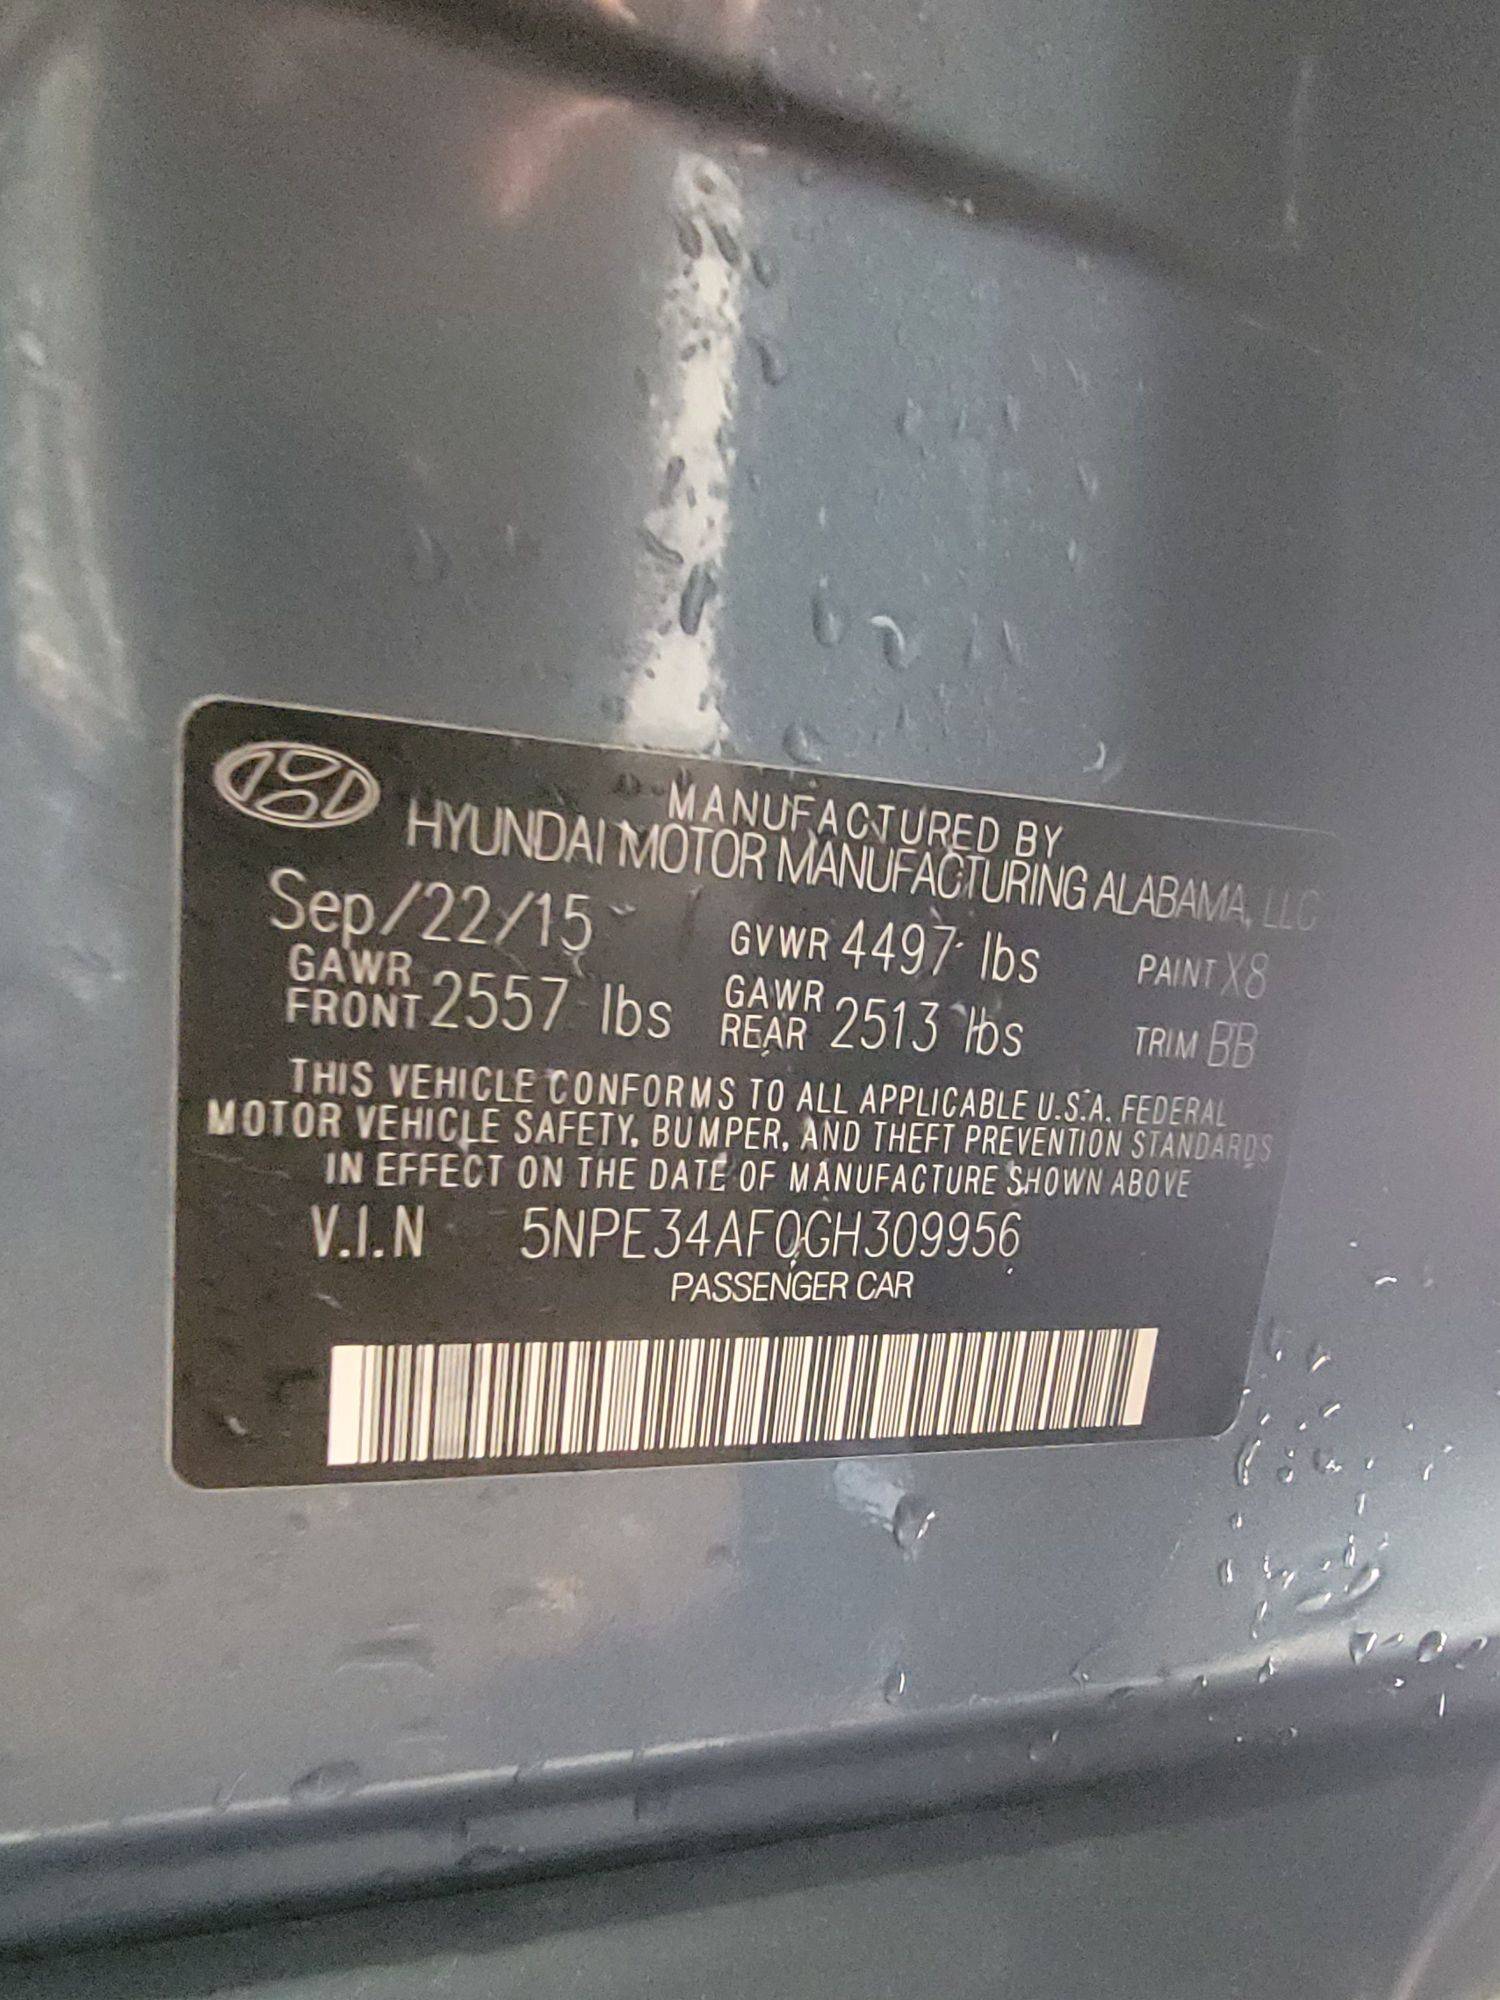 MANUFACTURED BY
HYUNDAI MOTOR MANUFACTURING ALABAMA, LLC
Sep/22/15 GVWR 4497 lbs PAINT X8
GAWR FRONT 2557 lbs GAWR REAR 2513 lbs TRIM BB
THIS VEHICLE CONFORMS TO ALL APPLICABLE U.S.A. FEDERAL
MOTOR VEHICLE SAFETY, BUMPER, AND THEFT PREVENTION STANDARDS
IN EFFECT ON THE DATE OF MANUFACTURE SHOWN ABOVE
V.I.N 5NPE34AF0GH309956
PASSENGER CAR